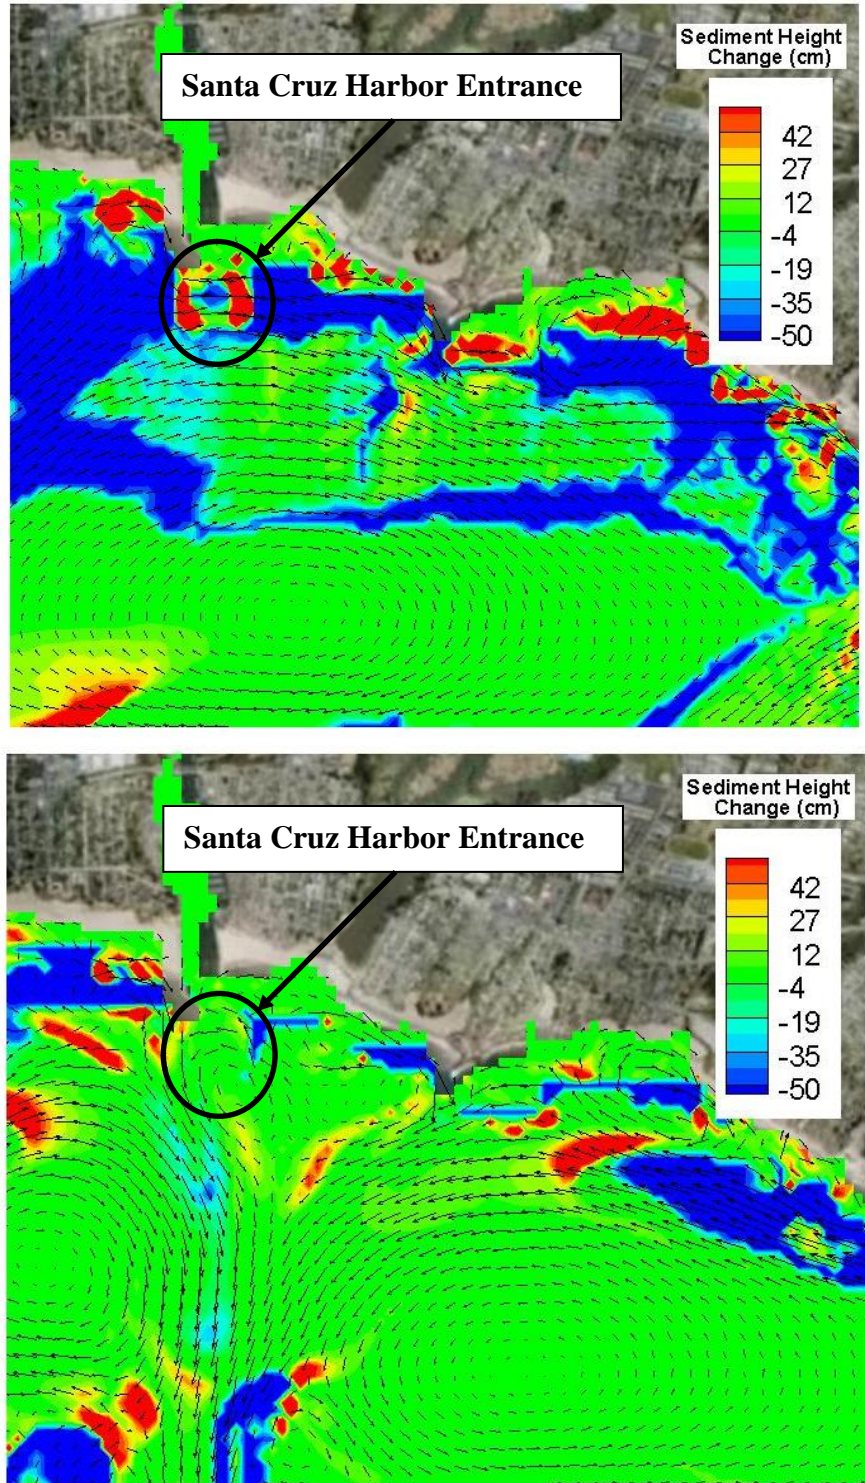 Sediment Height
Change (cm)
Santa Cruz Harbor Entrance
42
27
12
-4
-19
-35
-50
Sediment Height
Change (cm)
Santa Cruz Harbor Entrance
42
27
12
-4
-19
-35
-50